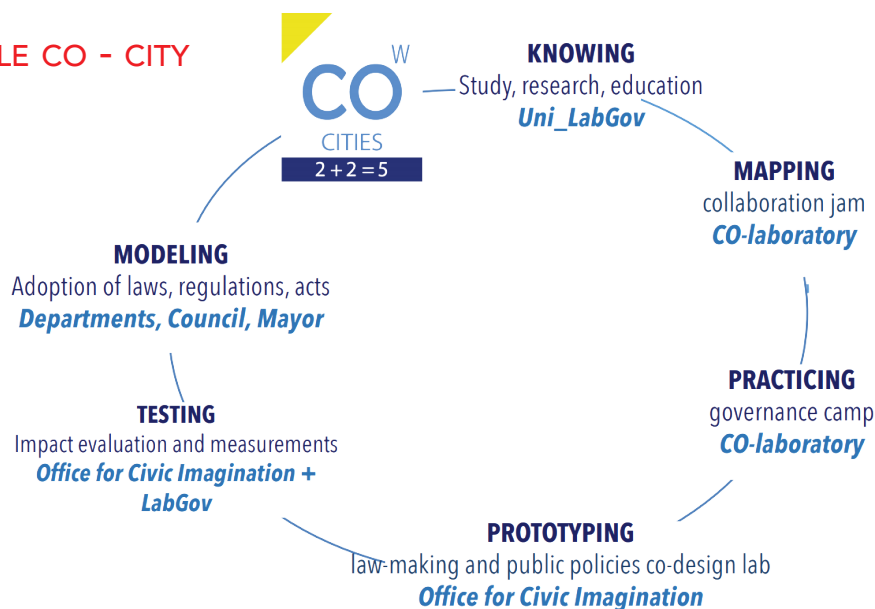 LE CO - CITY
W
CO
CITIES
2 + 2 = 5
KNOWING
Study, research, education
Uni_LabGov
MAPPING
collaboration jam
CO-laboratory
PRACTICING
governance camp
CO-laboratory
PROTOTYPING
law-making and public policies co-design lab
Office for Civic Imagination
TESTING
Impact evaluation and measurements
Office for Civic Imagination +
LabGov
MODELING
Adoption of laws, regulations, acts
Departments, Council, Mayor